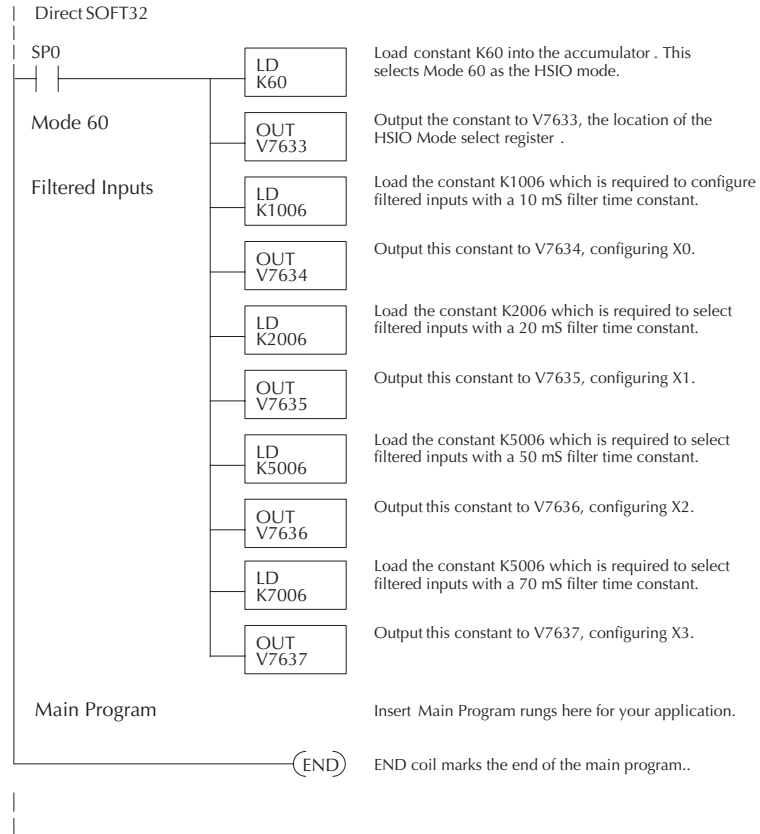 Direct SOFT32
SP0
LD
K60
Load constant K60 into the accumulator . This
selects Mode 60 as the HSIO mode.
Mode 60
OUT
V7633
Output the constant to V7633, the location of the
HSIO Mode select register .
Filtered Inputs
LD
K1006
Load the constant K1006 which is required to configure
filtered inputs with a 10 mS filter time constant.
OUT
V7634
Output this constant to V7634, configuring X0.
LD
K2006
Load the constant K2006 which is required to select
filtered inputs with a 20 mS filter time constant.
OUT
V7635
Output this constant to V7635, configuring X1.
LD
K5006
Load the constant K5006 which is required to select
filtered inputs with a 50 mS filter time constant.
OUT
V7636
Output this constant to V7636, configuring X2.
LD
K7006
Load the constant K5006 which is required to select
filtered inputs with a 70 mS filter time constant.
OUT
V7637
Output this constant to V7637, configuring X3.
Main Program
Insert Main Program rungs here for your application.
END
END coil marks the end of the main program..